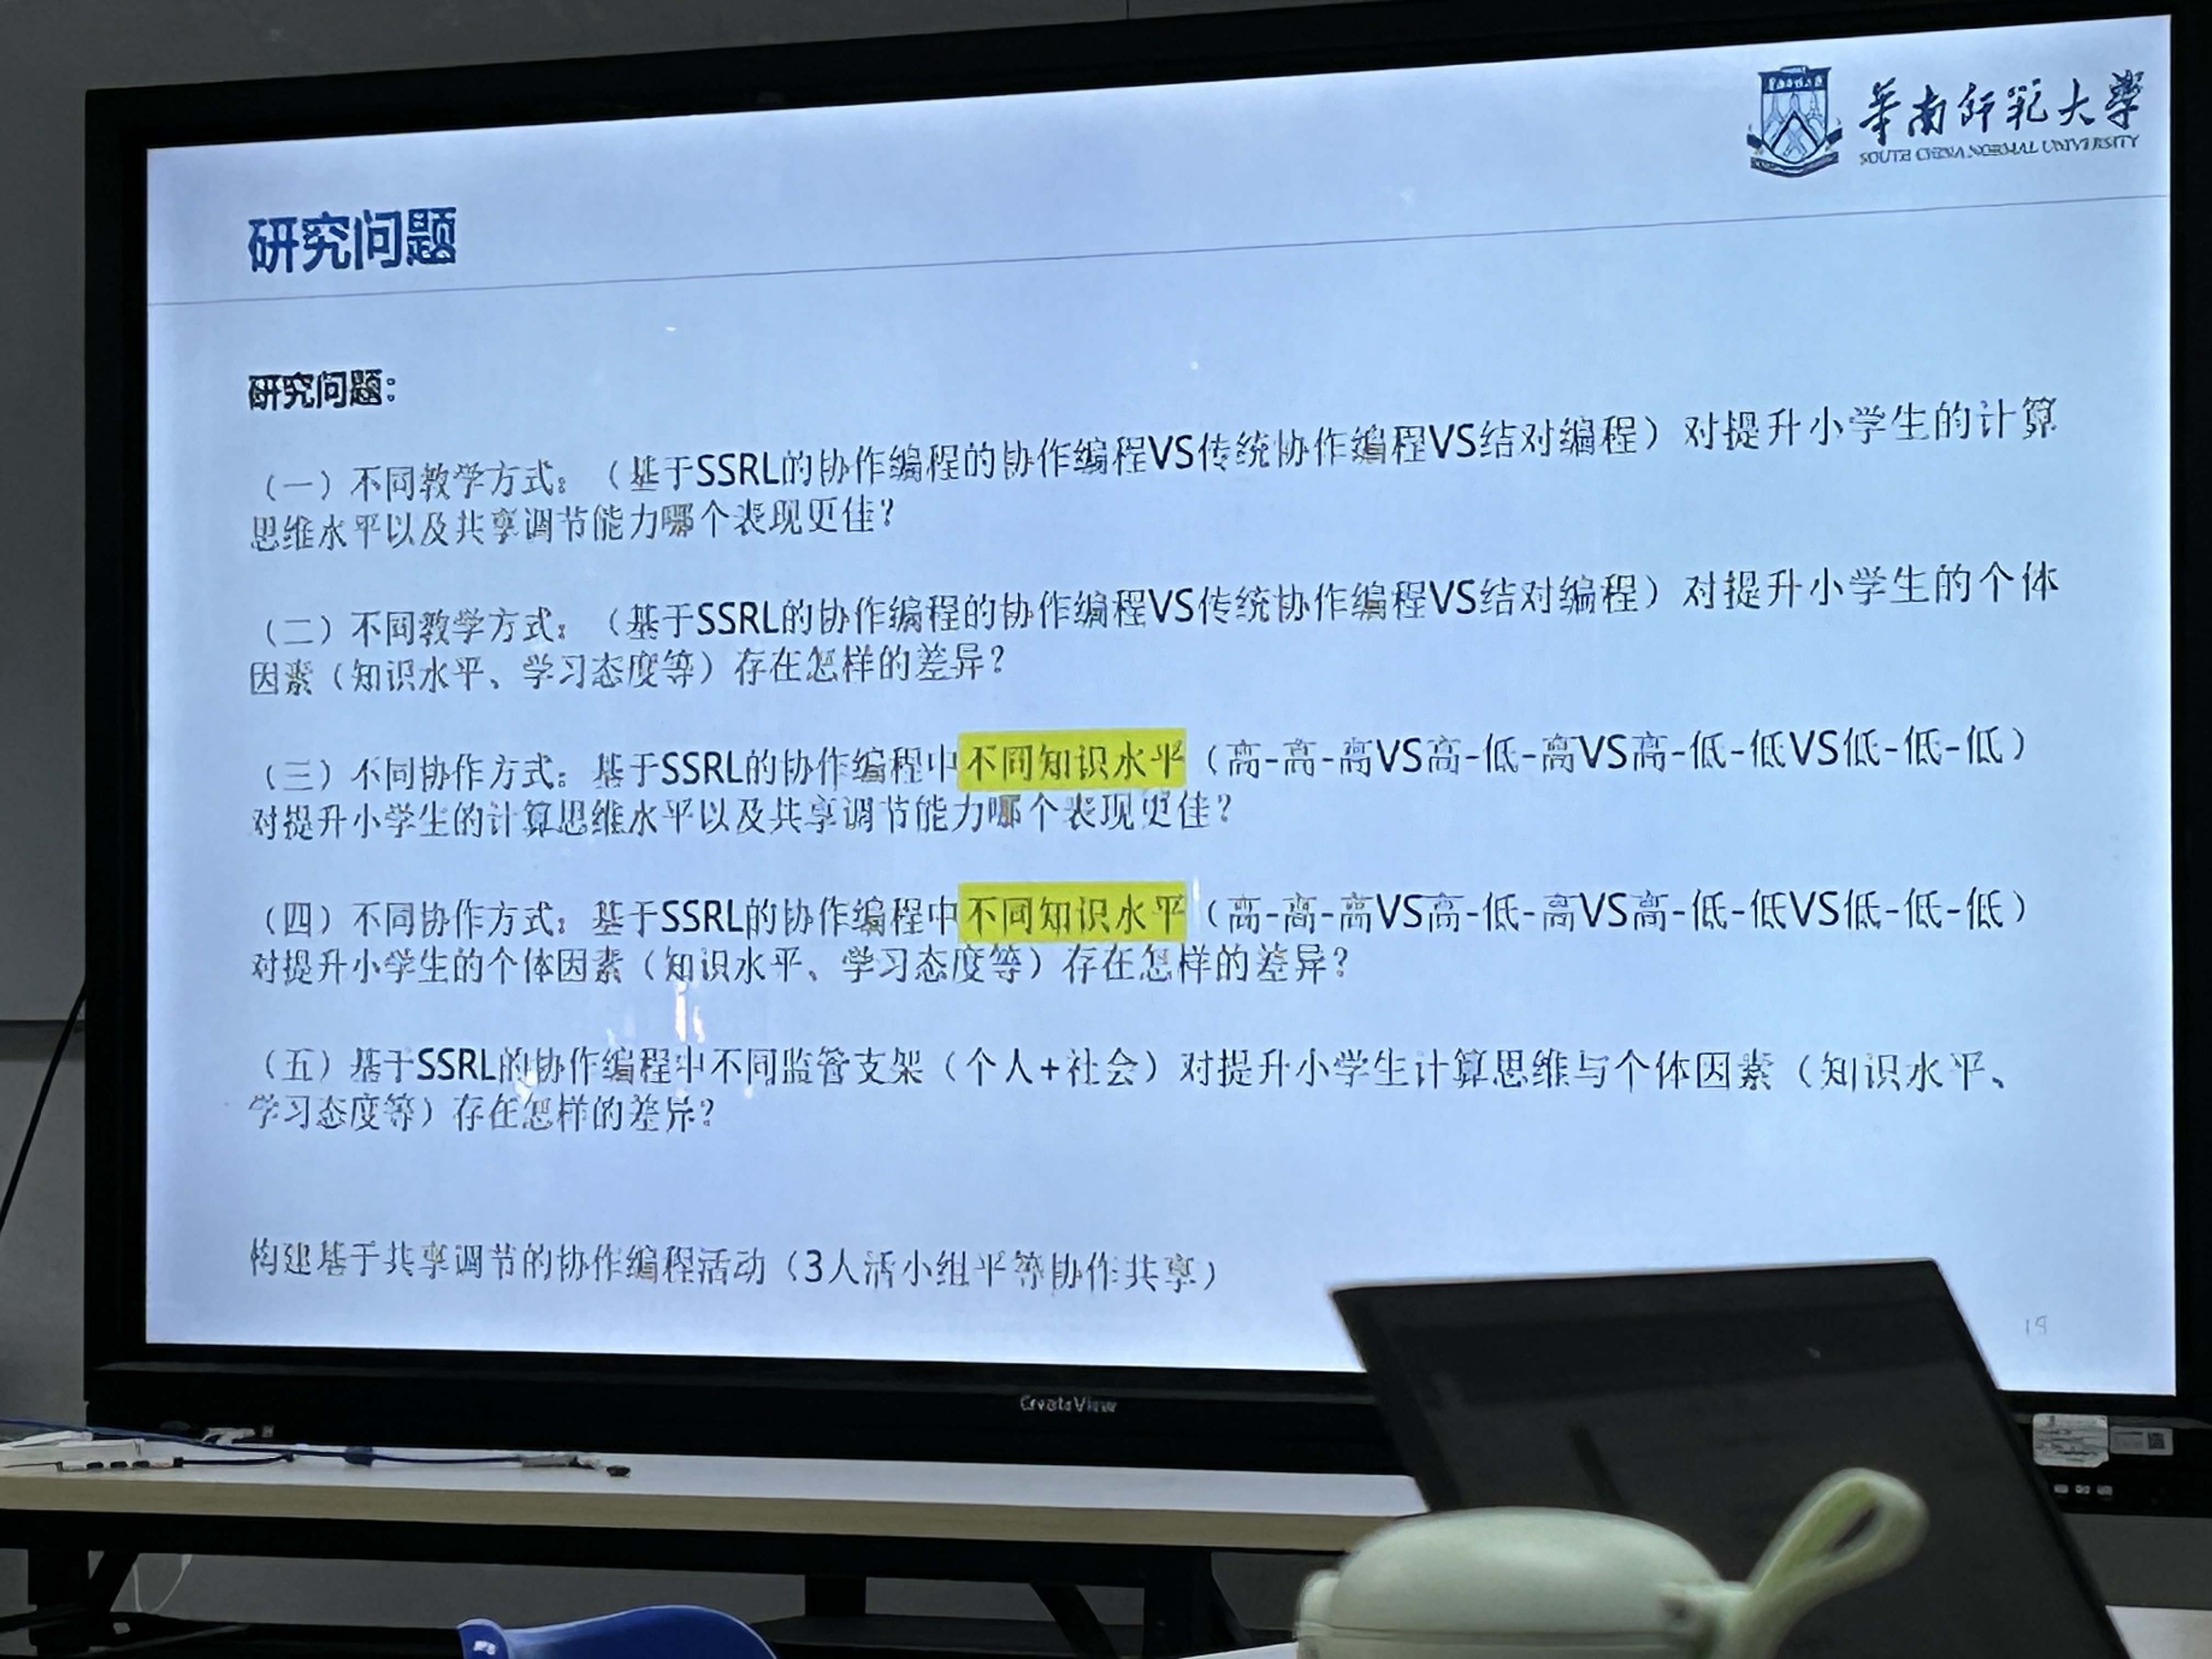 華南師範大學
SOUTH CHINA NORMAL UNIVERSITY
研究问题
研究问题：
（一）不同教学方式：（基于SSRL的协作编程的协作编程VS传统协作编程VS结对编程）对提升小学生的计算
思维水平以及共享调节能力哪个表现更佳？
（二）不同教学方式：（基于SSRL的协作编程的协作编程VS传统协作编程VS结对编程）对提升小学生的个体
因素（知识水平、学习态度等）存在怎样的差异？
（三）不同协作方式：基于SSRL的协作编程中不同知识水平（高-高-高VS高-低-高VS高-低-低VS低-低-低）
对提升小学生的计算思维水平以及共享调节能力哪个表现更佳？
（四）不同协作方式：基于SSRL的协作编程中不同知识水平（高-高-高VS高-低-高VS高-低-低VS低-低-低）
对提升小学生的个体因素（知识水平、学习态度等）存在怎样的差异？
（五）基于SSRL的协作编程中不同监管支架（个人+社会）对提升小学生计算思维与个体因素（知识水平、
学习态度等）存在怎样的差异？
构建基于共享调节的协作编程活动（3人活小组平等协作共享）
CreateView